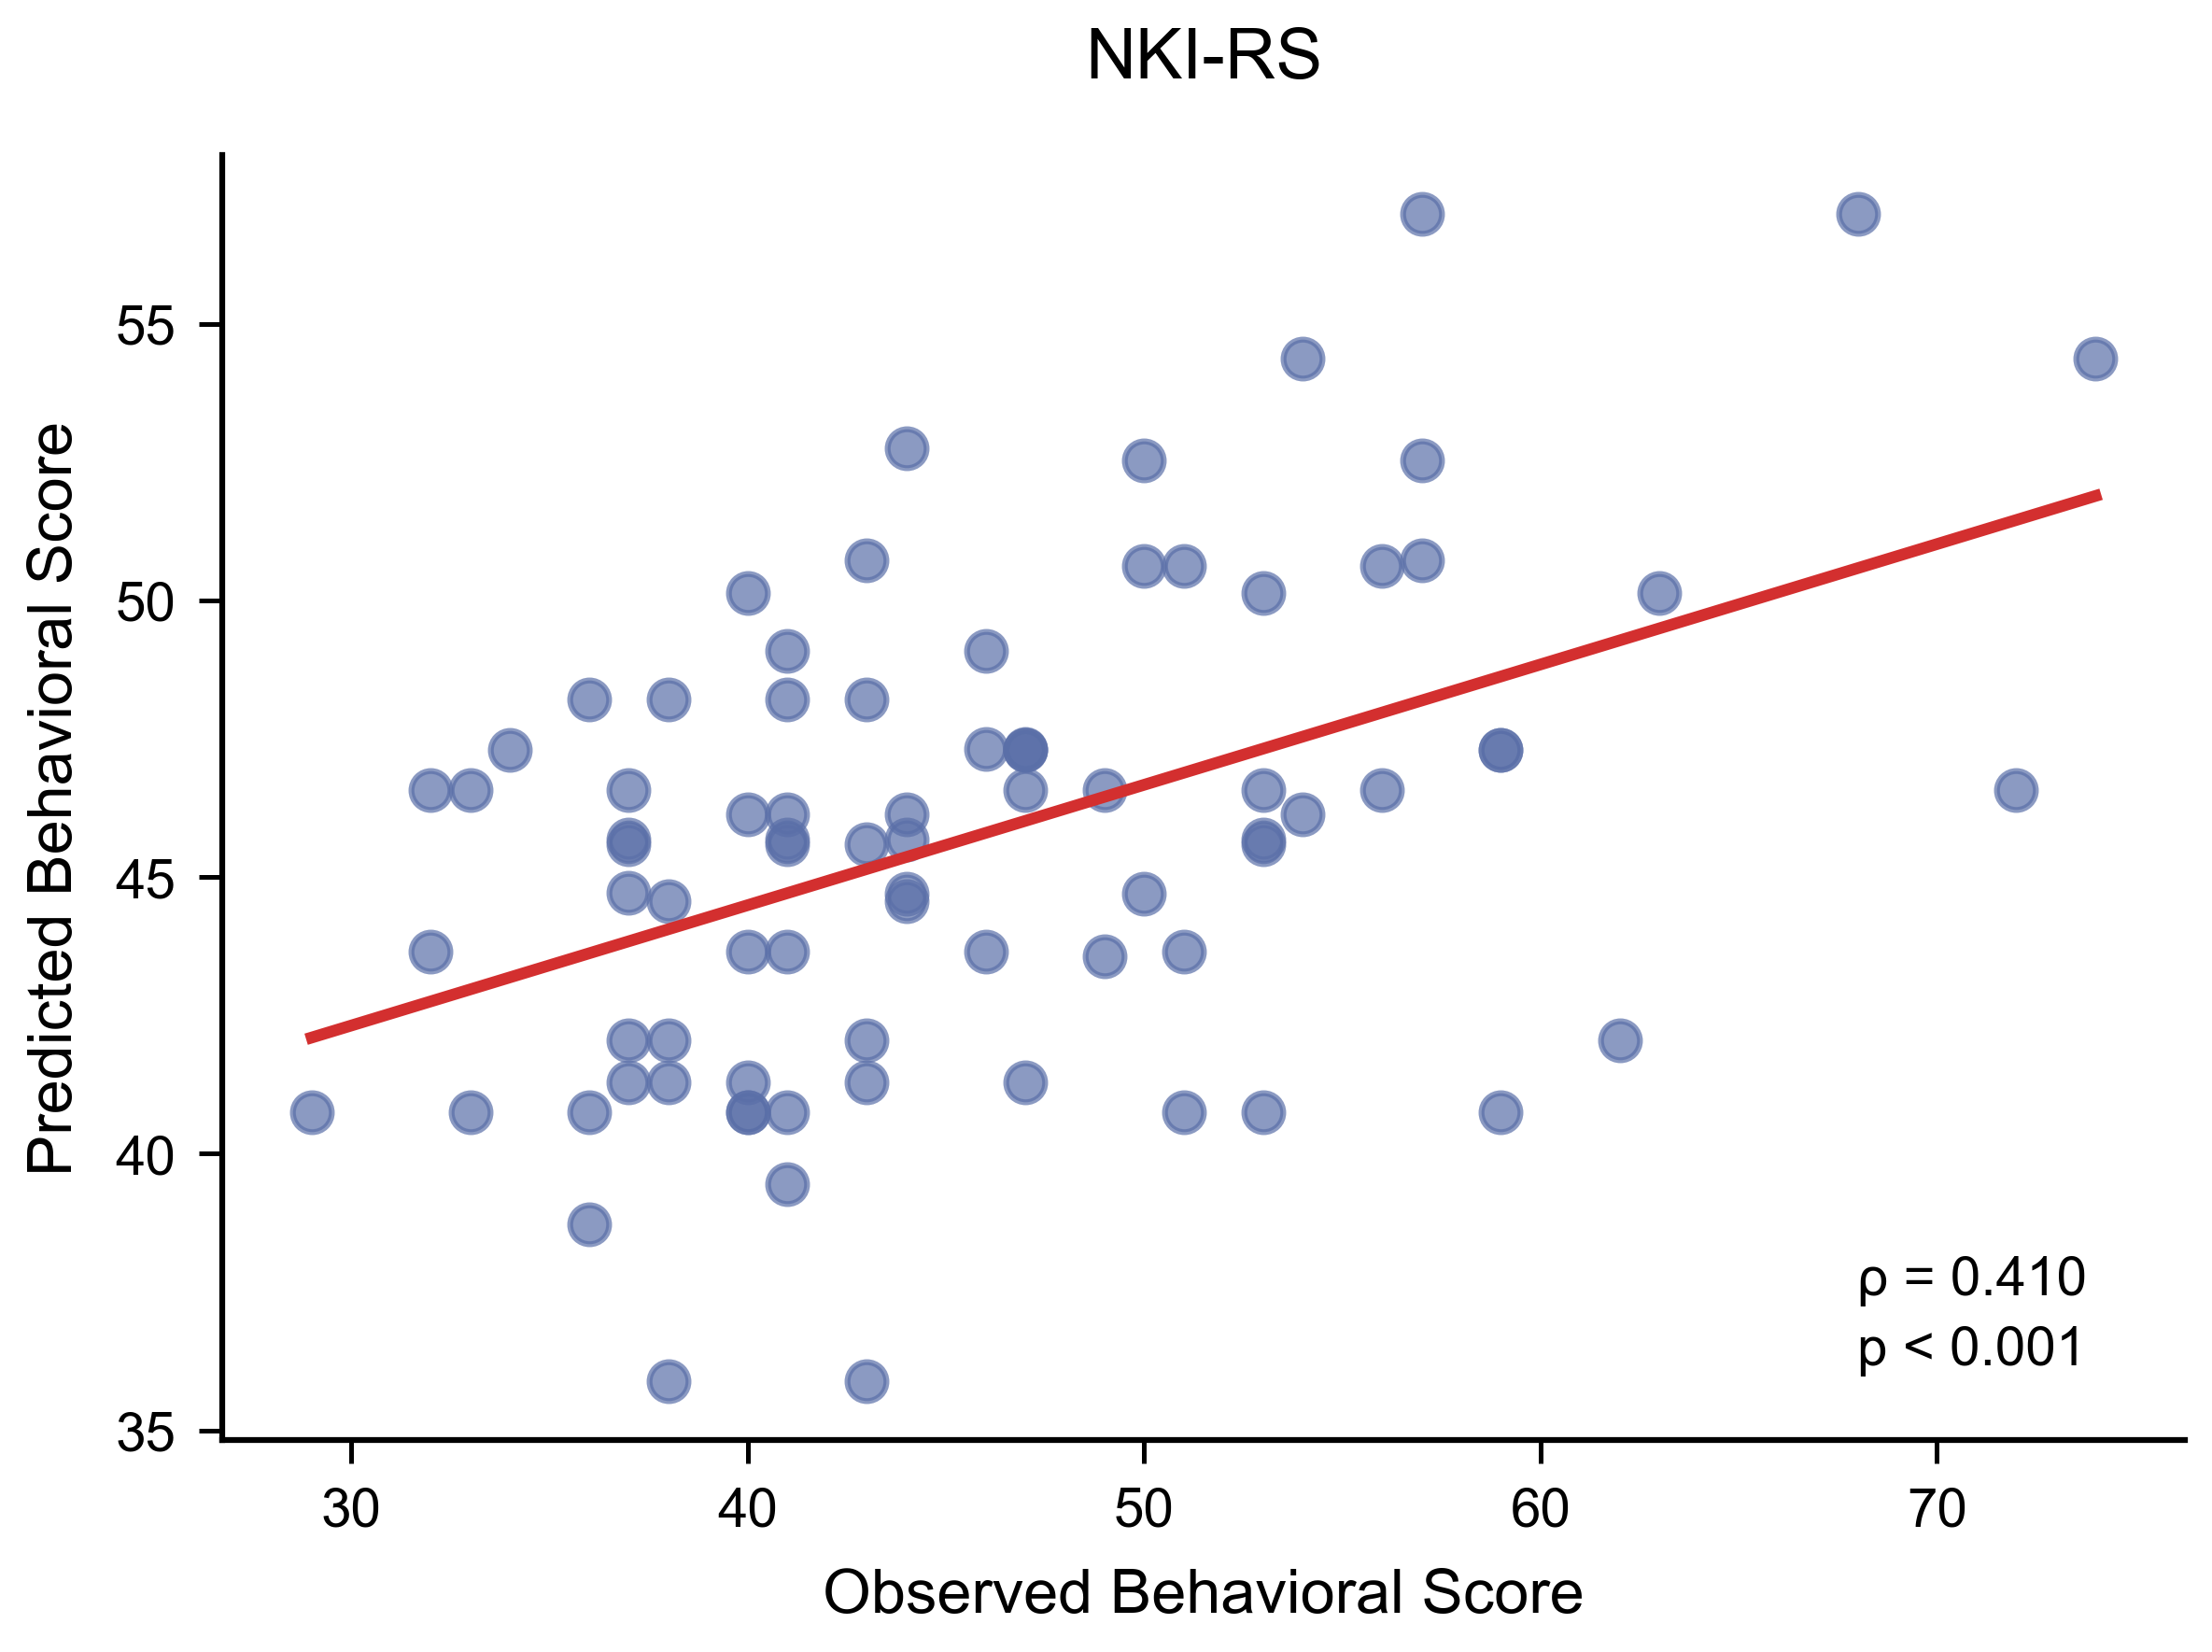 NKI-RS
Predicted Behavioral Score
55
50
45
40
35
30
40
50
60
70
Observed Behavioral Score
ρ = 0.410
p < 0.001